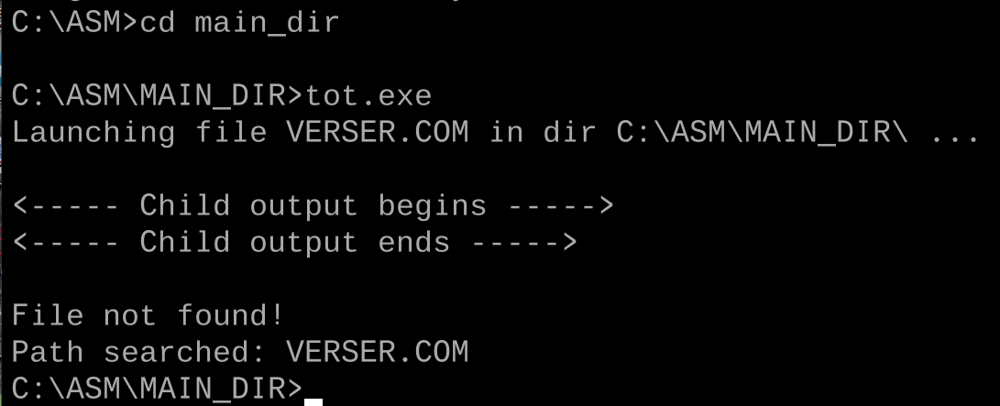 C:\ASM>cd main_dir
C:\ASM\MAIN_DIR>tot.exe
Launching file VERSER.COM in dir C:\ASM\MAIN_DIR\ ...
<----- Child output begins ----->
<----- Child output ends ----->
File not found!
Path searched: VERSER.COM
C:\ASM\MAIN_DIR>